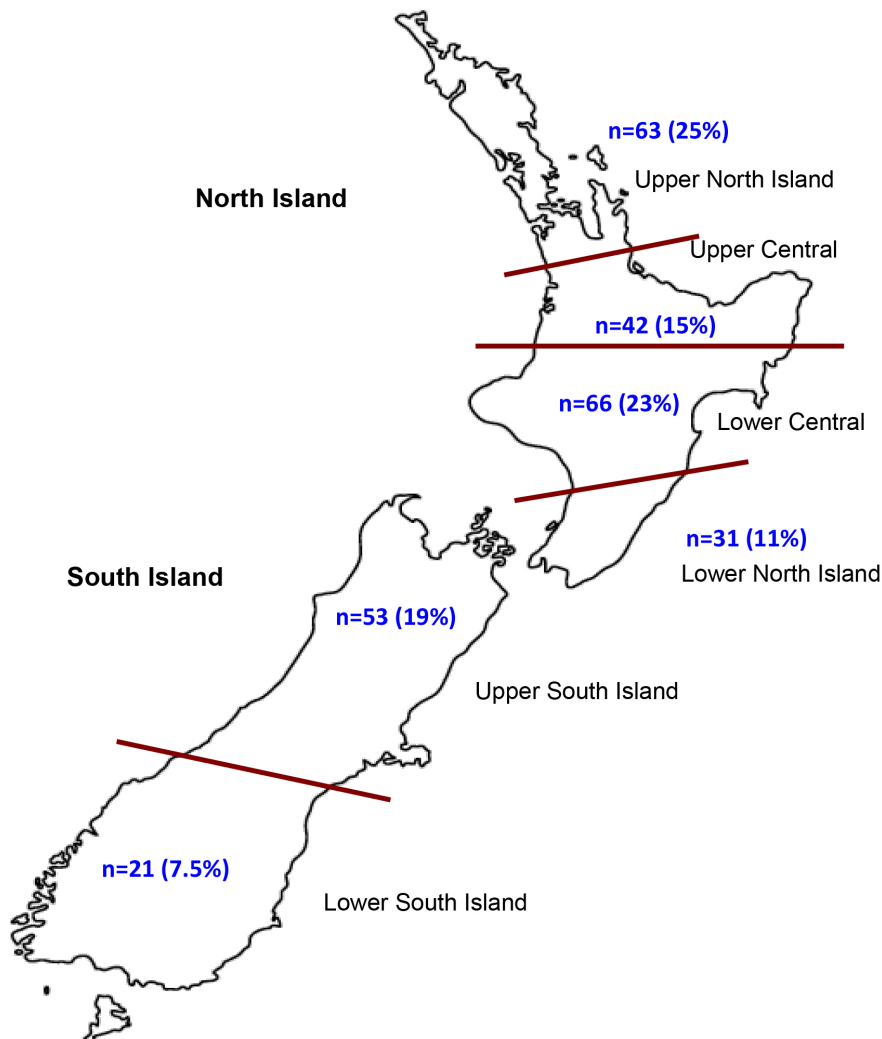 n=63 (25%)
Upper North Island
North Island
Upper Central
n=42 (15%)
n=66 (23%)
Lower Central
n=31 (11%)
Lower North Island
South Island
n=53 (19%)
Upper South Island
n=21 (7.5%)
Lower South Island